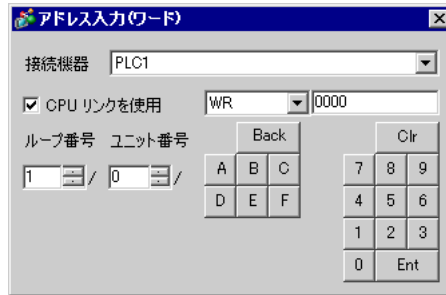 アドレス入力(ワード)
接続機器 PLC1
CPU リンクを使用 WR 0000
ループ番号 ユニット番号 Back Clr
1 / 0 / A B C 7 8 9
D E F 4 5 6
1 2 3
0 Ent